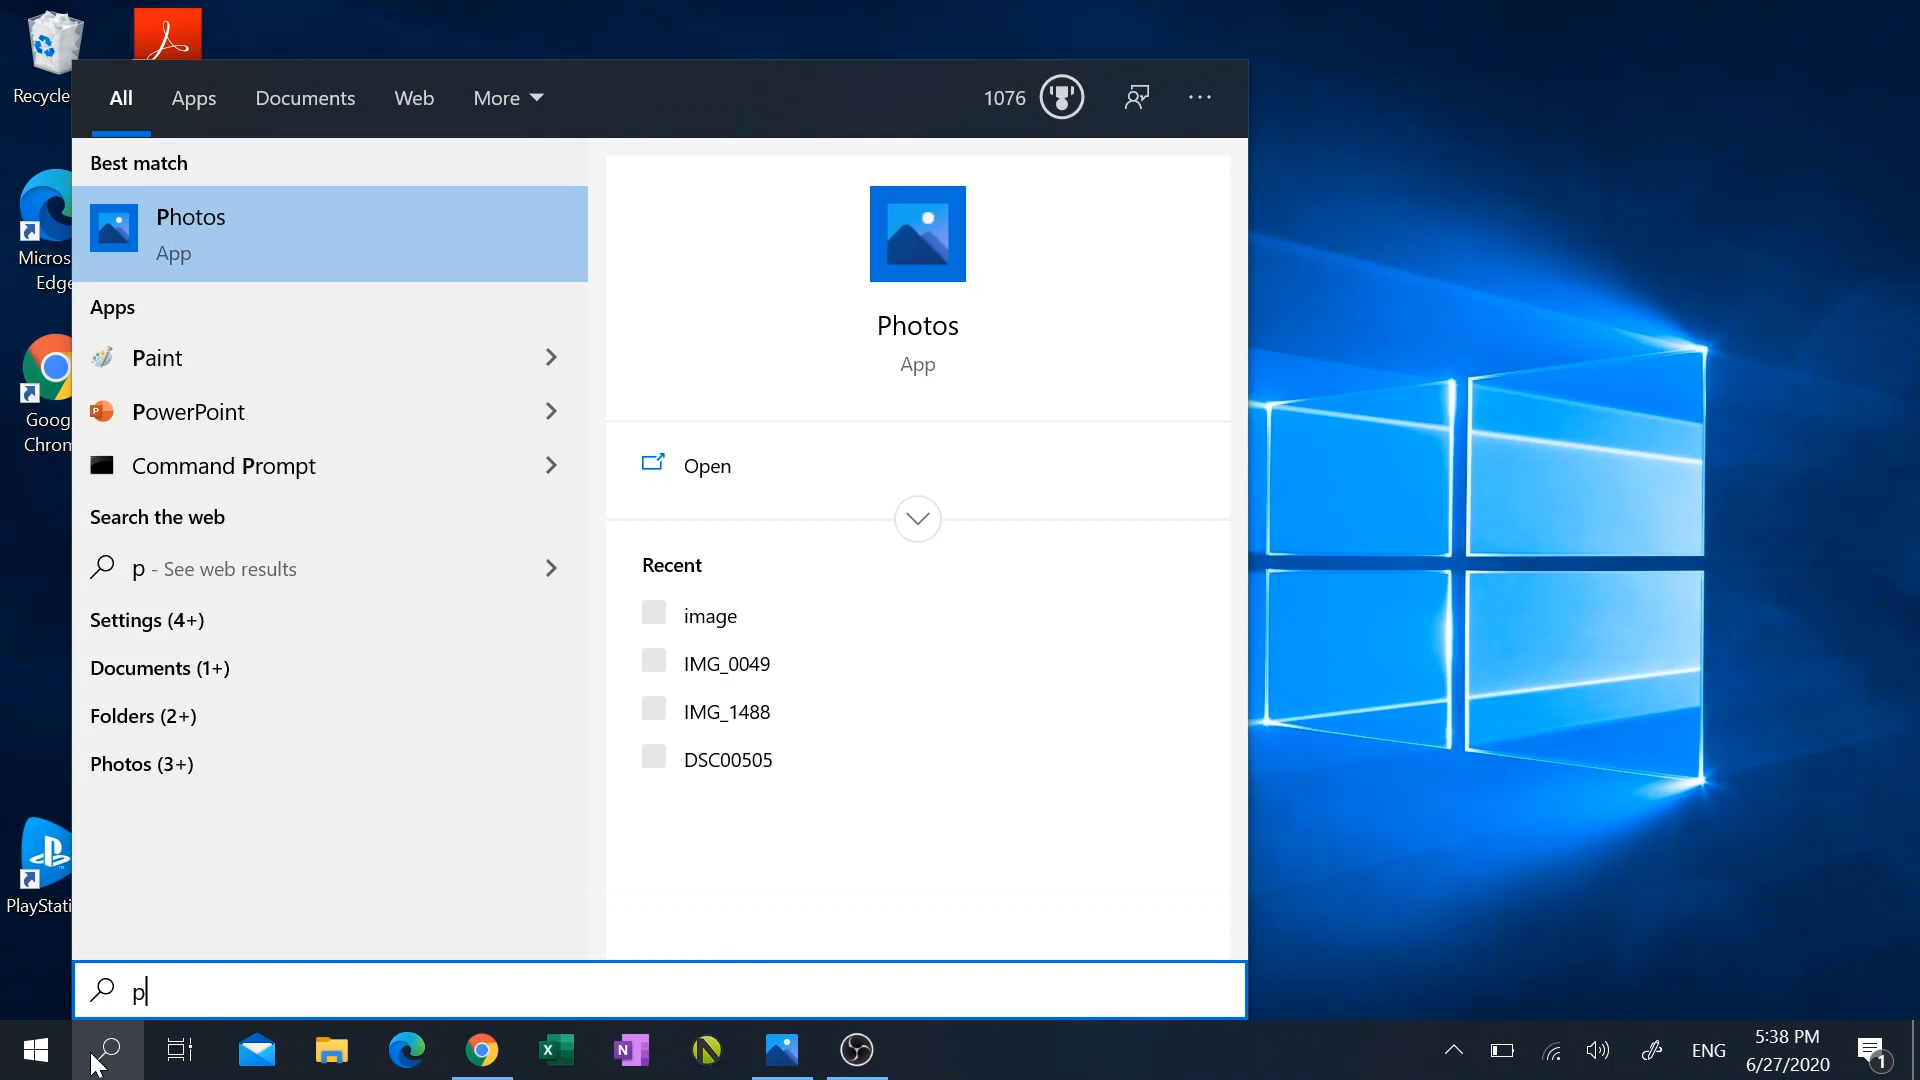 Recycle
Micros
Edge
Goog
Chrom
PlayStati
All Apps Documents Web More 1076
Best match
Photos
App
Apps
Paint
PowerPoint
Command Prompt
Search the web
p - See web results
Settings (4+)
Documents (1+)
Folders (2+)
Photos (3+)
Photos
App
Open
Recent
image
IMG_0049
IMG_1488
DSC00505
p
ENG
5:38 PM
6/27/2020
1